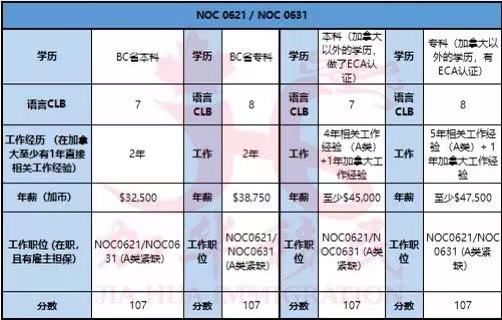 NOC 0621 / NOC 0631
学历 BC省本科 学历 BC省专科 学历 本科（加拿大以外的学历，做了ECA认证） 学历 专科（加拿大以外的学历，有ECA认证）
语言CLB 7 语言CLB 8 语言CLB 7 语言CLB 8
工作经历 （在加拿大至少有1年直接相关工作经验） 2年 工作 2年 工作 4年相关工作经验 （A类）+1年加拿大工作经验 工作 5年相关工作经验 （A类）+ 1年加拿大工作经验
年薪（加币） $32,500 年薪 $38,750 年薪 至少$45,000 年薪 至少$47,500
工作职位 (在职，且有雇主担保) NOC0621/NOC0631 (A类紧缺) 工作职位 NOC0621/NOC0631 (A类紧缺) 工作职位 NOC0621/NOC0631 (A类紧缺) 工作职位 NOC0621/NOC0631 (A类紧缺)
分数 107 分数 107 分数 107 分数 107
JIA HUA IMMIGRATION